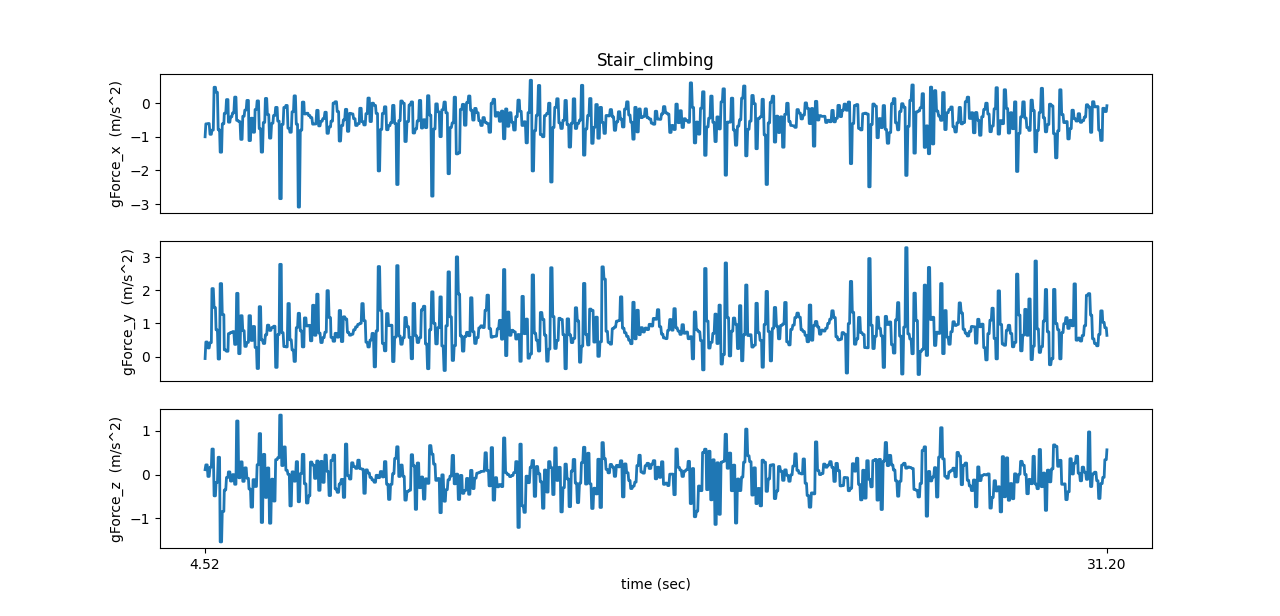 Stair_climbing
gForce_x  (m/s^2)
0
−1
−2
−3
gForce_y  (m/s^2)
3
2
1
0
gForce_z  (m/s^2)
1
0
−1
4.52
31.20
time (sec)